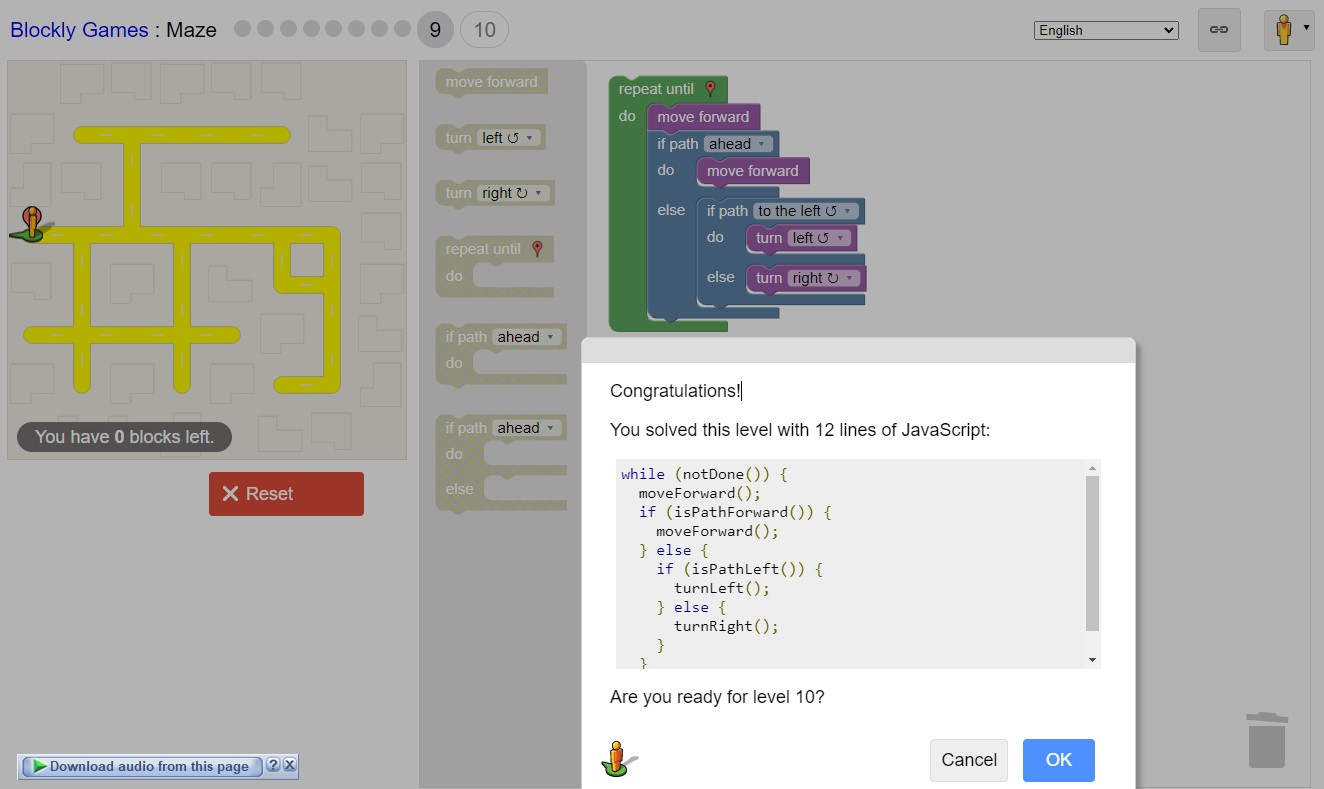 Blockly Games : Maze 9 10
English
You have 0 blocks left.
Reset
Download audio from this page ? X
move forward
turn left ↺
turn right ↻
repeat until
do
if path ahead
do
if path ahead
do
else
repeat until
do
move forward
if path ahead
do
move forward
else
if path to the left ↺
do
turn left ↺
else
turn right ↻
Congratulations!
You solved this level with 12 lines of JavaScript:
while (notDone()) {
moveForward();
if (isPathForward()) {
moveForward();
} else {
if (isPathLeft()) {
turnLeft();
} else {
turnRight();
}
}
Are you ready for level 10?
Cancel
OK